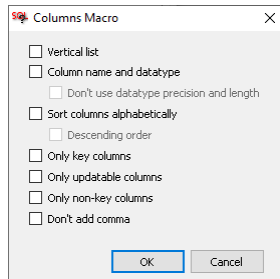 SQL Columns Macro
Vertical list
Column name and datatype
Don't use datatype precision and length
Sort columns alphabetically
Descending order
Only key columns
Only updatable columns
Only non-key columns
Don't add comma
OK Cancel